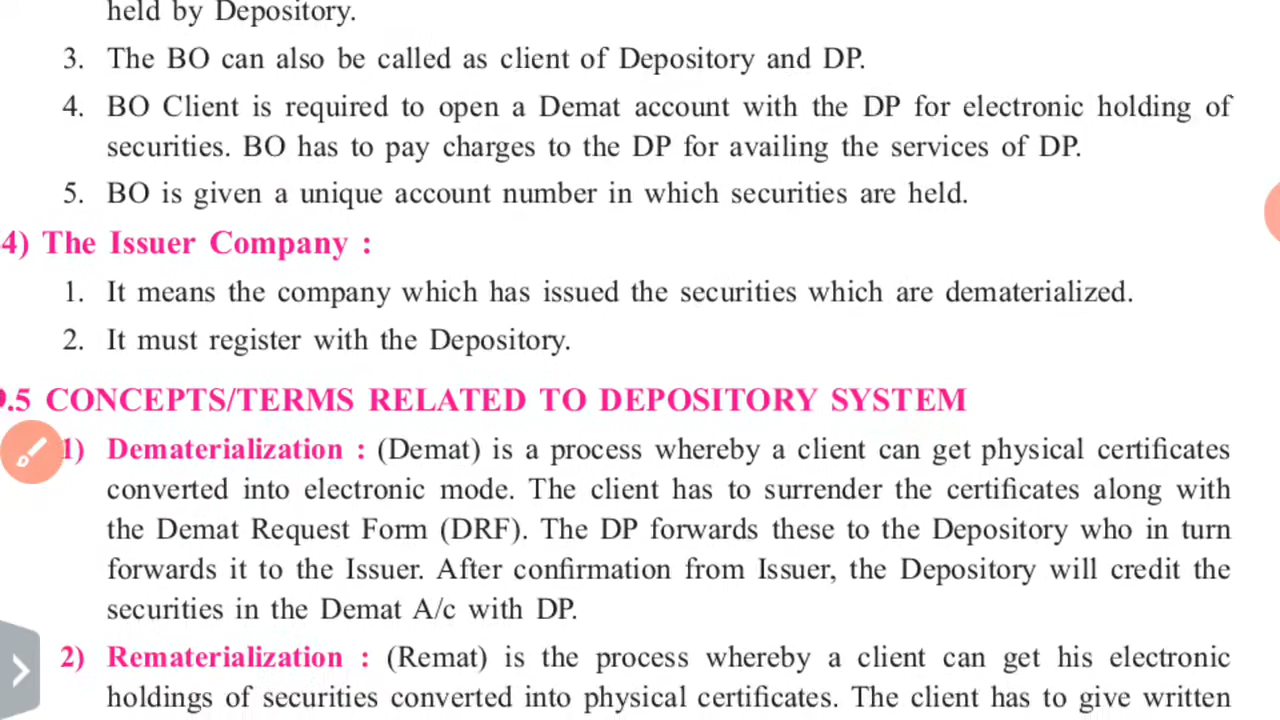 held by Depository.
3. The BO can also be called as client of Depository and DP.
4. BO Client is required to open a Demat account with the DP for electronic holding of
securities. BO has to pay charges to the DP for availing the services of DP.
5. BO is given a unique account number in which securities are held.
4) The Issuer Company :
1. It means the company which has issued the securities which are dematerialized.
2. It must register with the Depository.
.5 CONCEPTS/TERMS RELATED TO DEPOSITORY SYSTEM
1) Dematerialization : (Demat) is a process whereby a client can get physical certificates
converted into electronic mode. The client has to surrender the certificates along with
the Demat Request Form (DRF). The DP forwards these to the Depository who in turn
forwards it to the Issuer. After confirmation from Issuer, the Depository will credit the
securities in the Demat A/c with DP.
2) Rematerialization : (Remat) is the process whereby a client can get his electronic
holdings of securities converted into physical certificates. The client has to give written